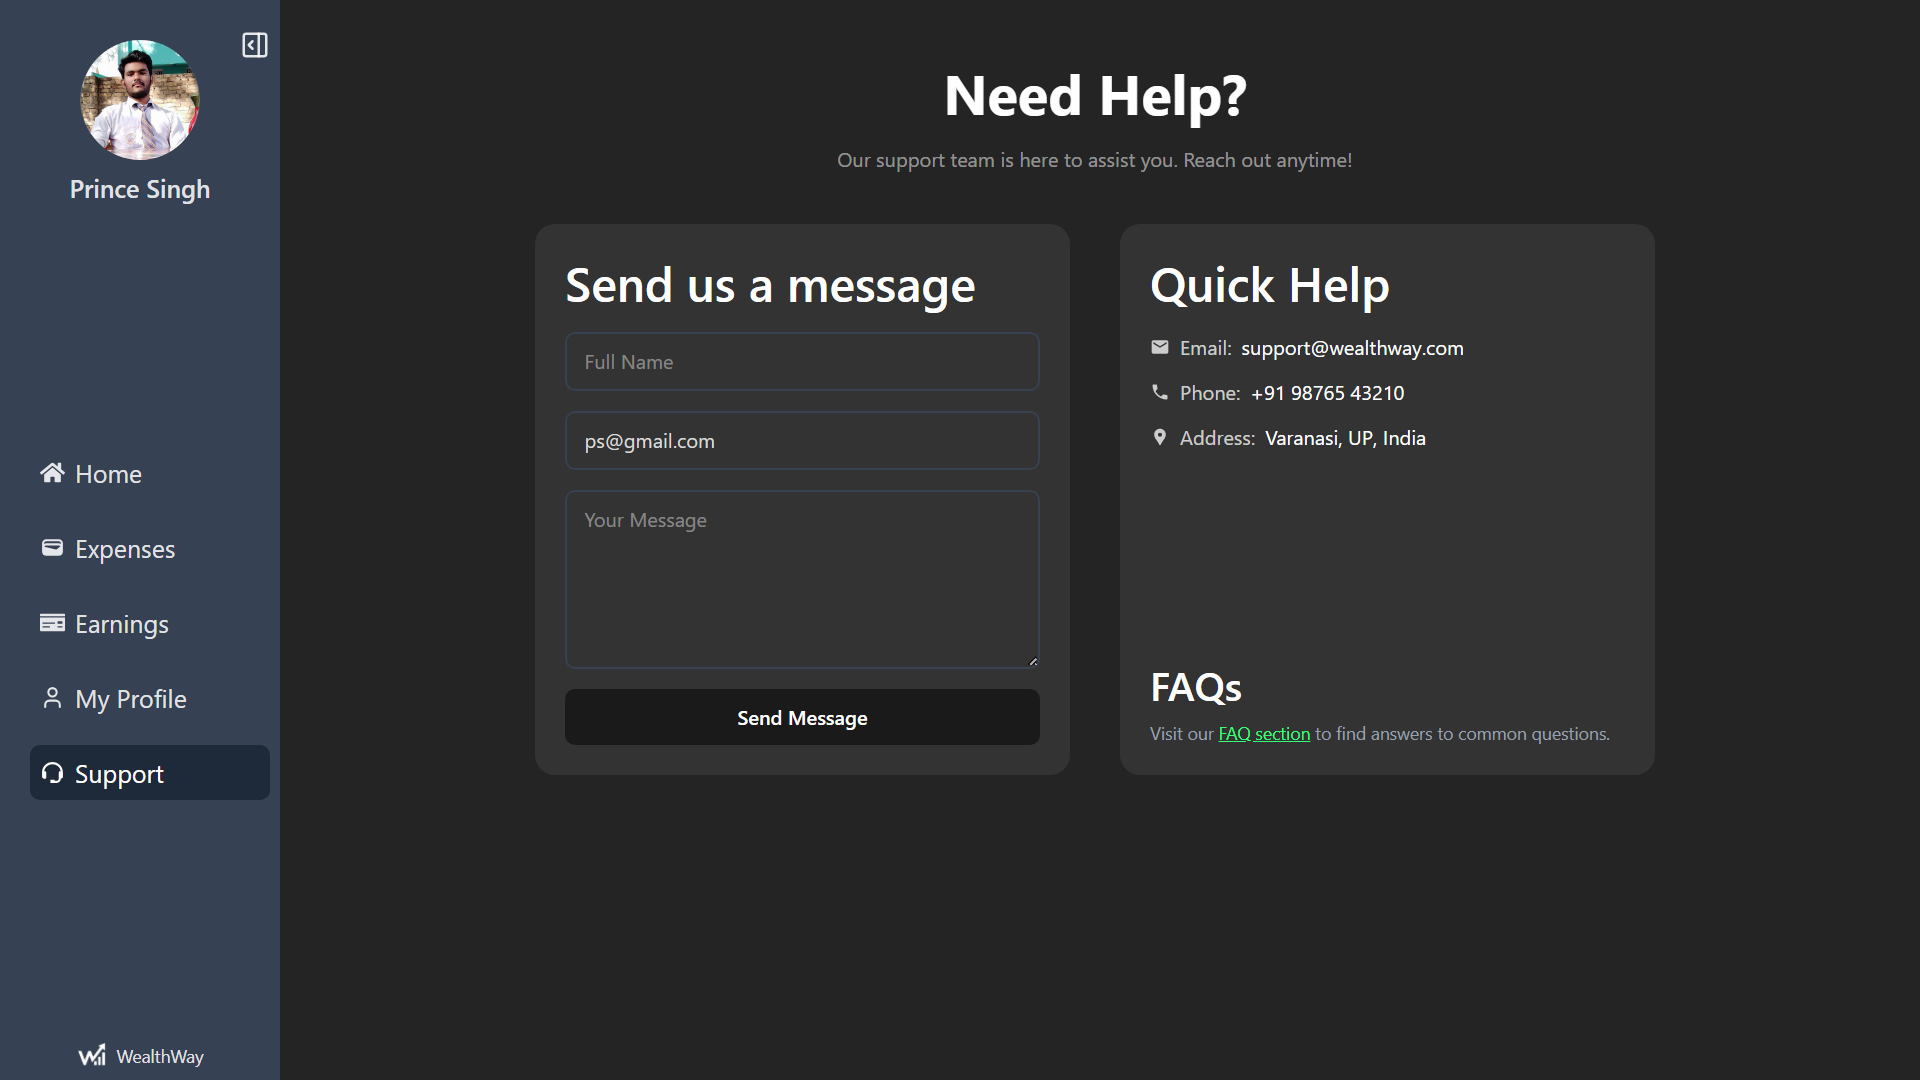 Prince Singh
Home
Expenses
Earnings
My Profile
Support
WealthWay
Need Help?
Our support team is here to assist you. Reach out anytime!
Send us a message
Full Name
ps@gmail.com
Your Message
Send Message
Quick Help
Email: support@wealthway.com
Phone: +91 98765 43210
Address: Varanasi, UP, India
FAQs
Visit our FAQ section to find answers to common questions.